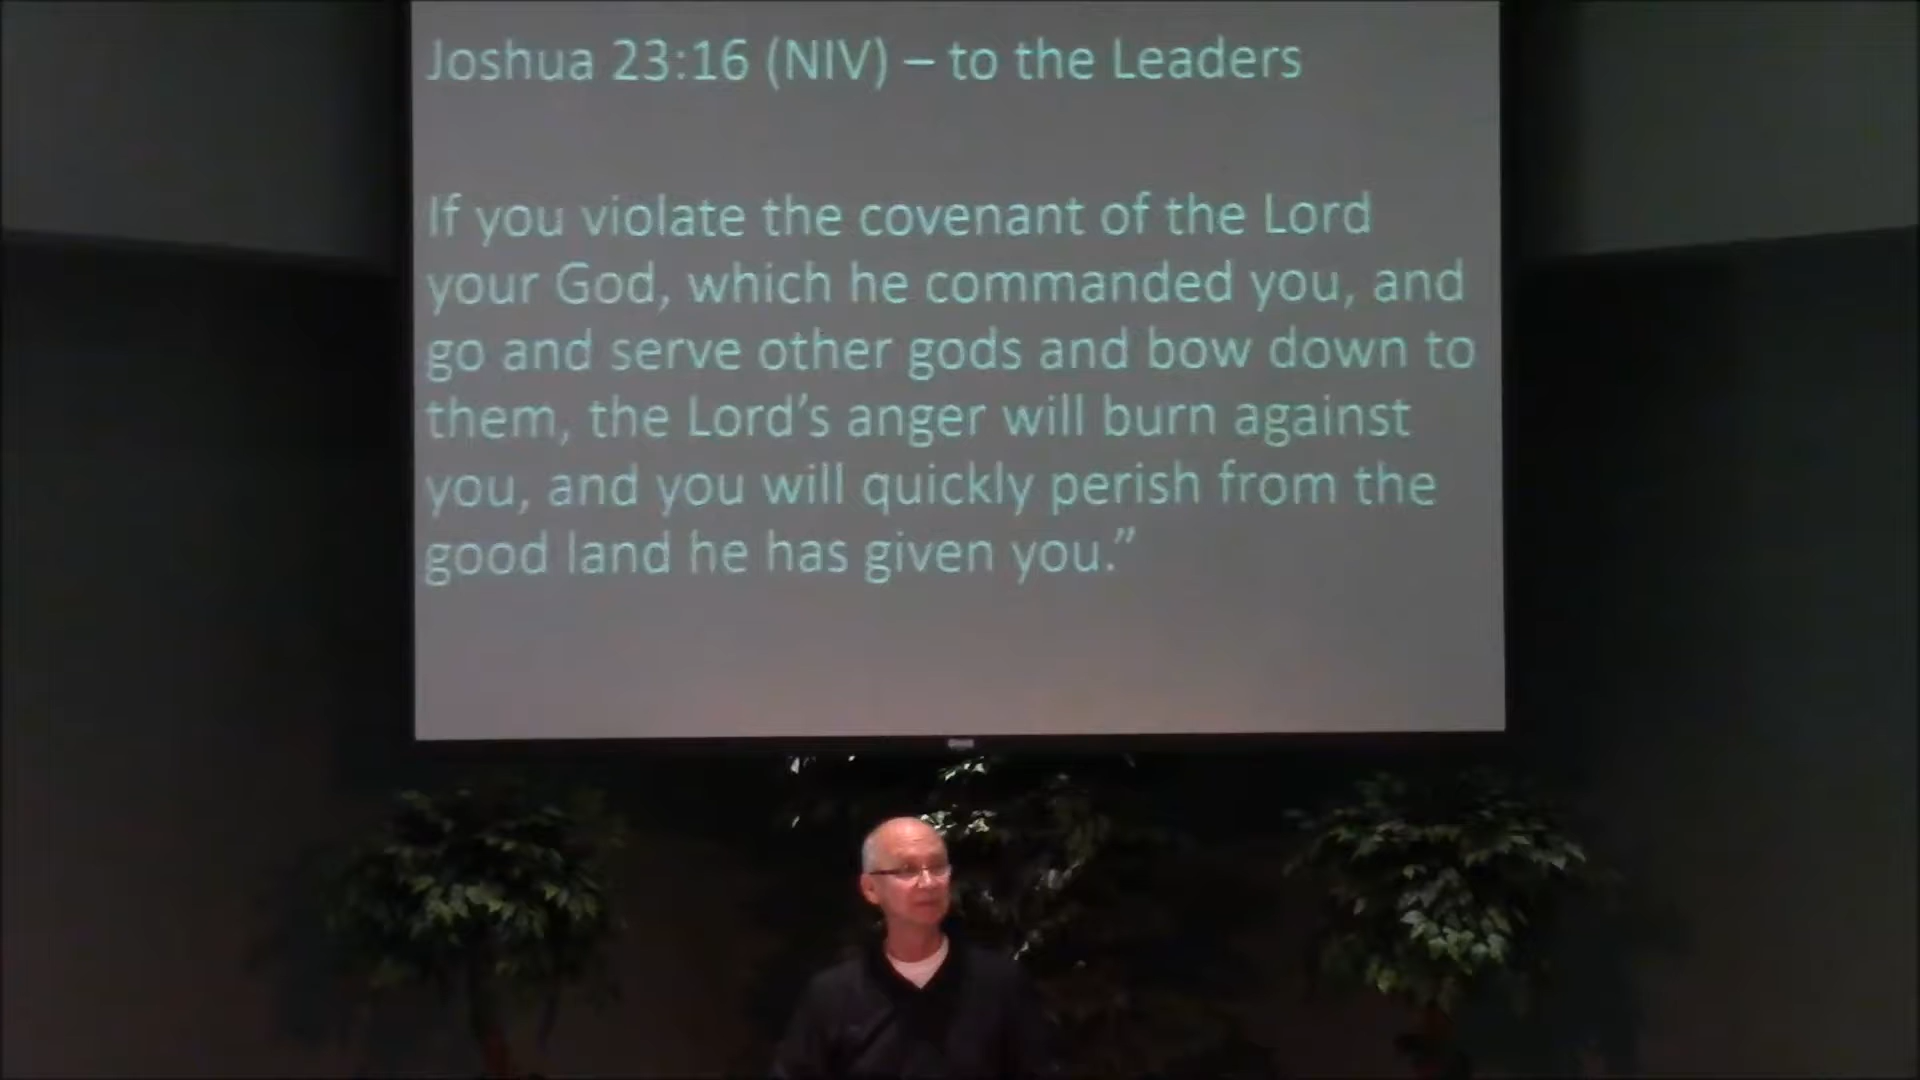 Joshua 23:16 (NIV) – to the Leaders
If you violate the covenant of the Lord
your God, which he commanded you, and
go and serve other gods and bow down to
them, the Lord’s anger will burn against
you, and you will quickly perish from the
good land he has given you.”